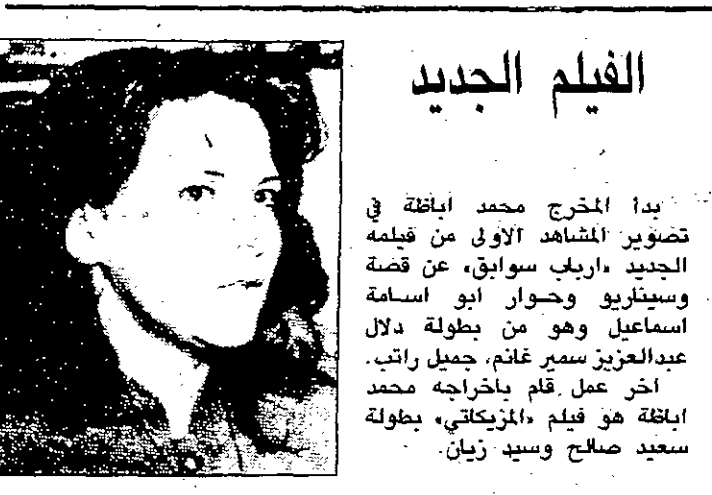 الفيلم الجديد
بدا المخرج محمد اباظة في
تصوير المشاهد الاولى من فيلمه
الجديد «ارباب سوابق» عن قصة
وسيناريو وحوار ابو اسامة
اسماعيل وهو من بطولة دلال
عبدالعزيز سمير غانم، جميل راتب.
اخر عمل قام باخراجه محمد
اباظة هو فيلم «المزيكاتي» بطولة
سعيد صالح وسيد زيان.